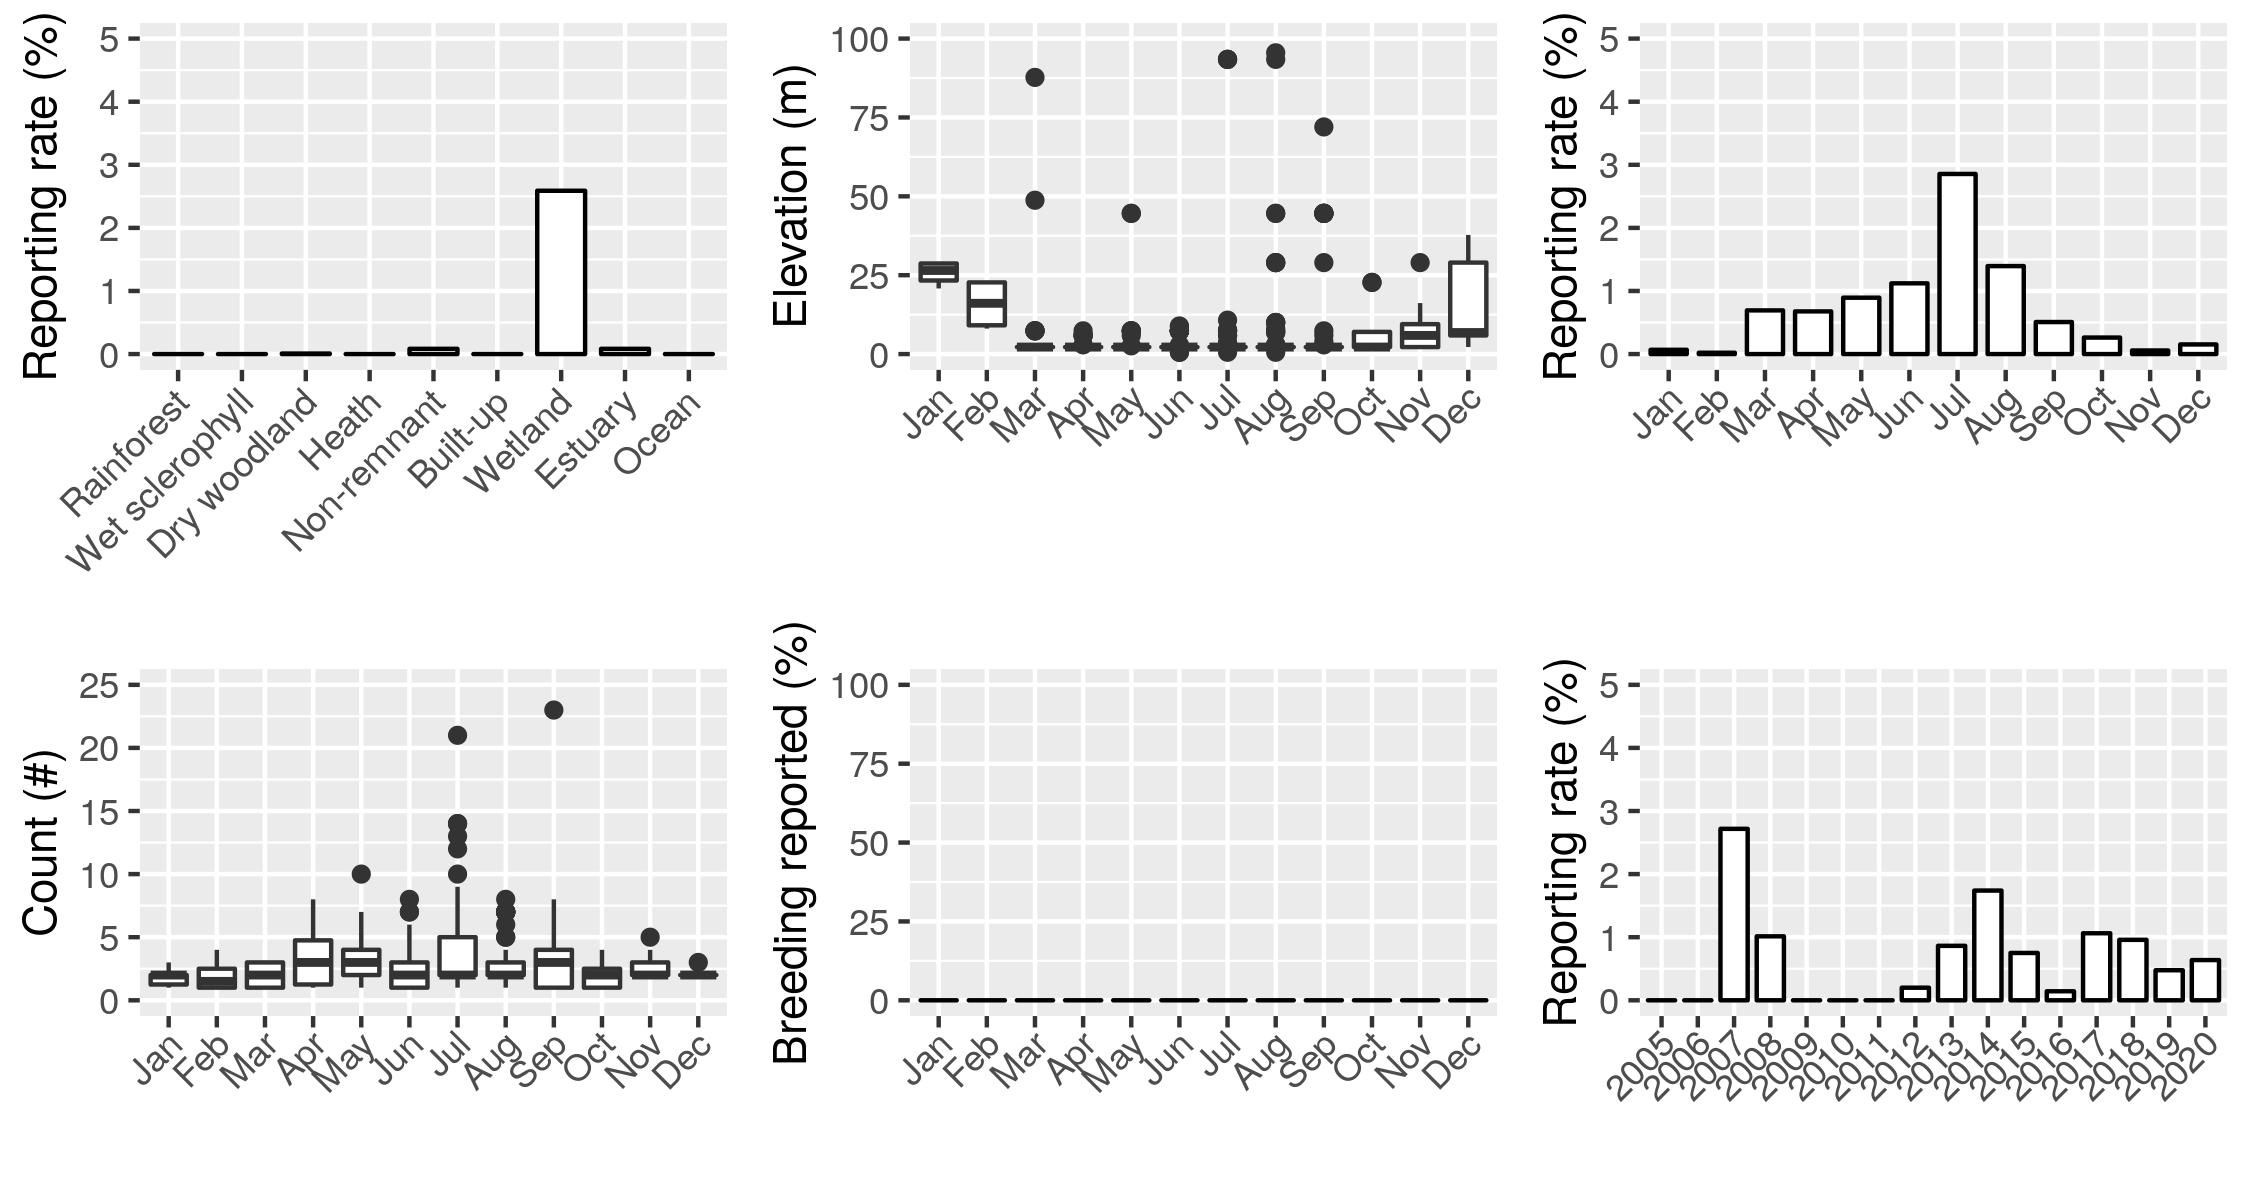 Reporting rate (%)
5
4
3
2
1
0
Rainforest
Wet sclerophyll
Dry woodland
Heath
Non-remnant
Built-up
Wetland
Estuary
Ocean
Elevation (m)
100
75
50
25
0
Jan
Feb
Mar
Apr
May
Jun
Jul
Aug
Sep
Oct
Nov
Dec
Reporting rate (%)
5
4
3
2
1
0
Jan
Feb
Mar
Apr
May
Jun
Jul
Aug
Sep
Oct
Nov
Dec
Count (#)
25
20
15
10
5
0
Jan
Feb
Mar
Apr
May
Jun
Jul
Aug
Sep
Oct
Nov
Dec
Breeding reported (%)
100
75
50
25
0
Jan
Feb
Mar
Apr
May
Jun
Jul
Aug
Sep
Oct
Nov
Dec
Reporting rate (%)
5
4
3
2
1
0
2005
2006
2007
2008
2009
2010
2011
2012
2013
2014
2015
2016
2017
2018
2019
2020